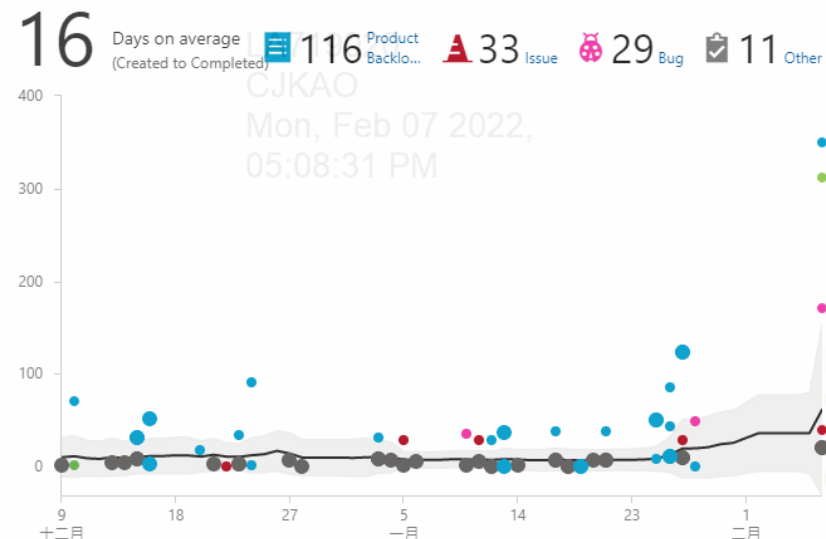 16 Days on average (Created to Completed)
116 Product Backlo...
33 Issue
29 Bug
11 Other
CJKAO
Mon, Feb 07 2022,
05:08:31 PM
400
300
200
100
0
9 18 27 5 14 23 1
十二月 一月 二月